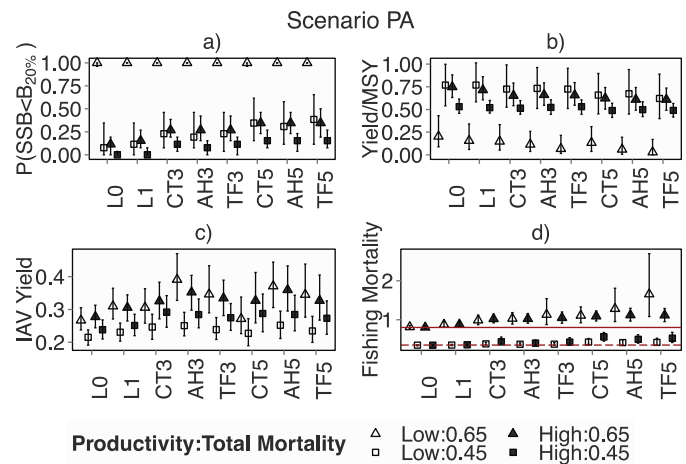 Scenario PA
a)
P(SSB<B20%)
1.00
0.75
0.50
0.25
0.00
L0 L1 CT3 AH3 TF3 CT5 AH5 TF5
b)
Yield/MSY
1.00
0.75
0.50
0.25
0.00
L0 L1 CT3 AH3 TF3 CT5 AH5 TF5
c)
IAV Yield
0.4
0.3
0.2
L0 L1 CT3 AH3 TF3 CT5 AH5 TF5
d)
Fishing Mortality
2
1
L0 L1 CT3 AH3 TF3 CT5 AH5 TF5
Productivity:Total Mortality
Low:0.65 High:0.65
Low:0.45 High:0.45